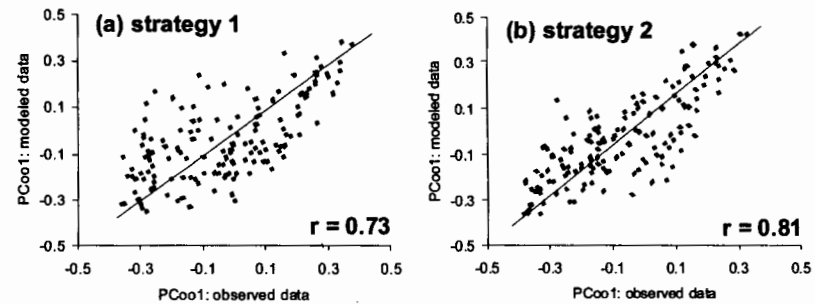 (a) strategy 1
0.5
0.3
0.1
-0.1
-0.3
-0.5
PCoo1: modeled data
r = 0.73
-0.5 -0.3 -0.1 0.1 0.3 0.5
PCoo1: observed data
(b) strategy 2
0.5
0.3
0.1
-0.1
-0.3
-0.5
PCoo1: modeled data
r = 0.81
-0.5 -0.3 -0.1 0.1 0.3 0.5
PCoo1: observed data